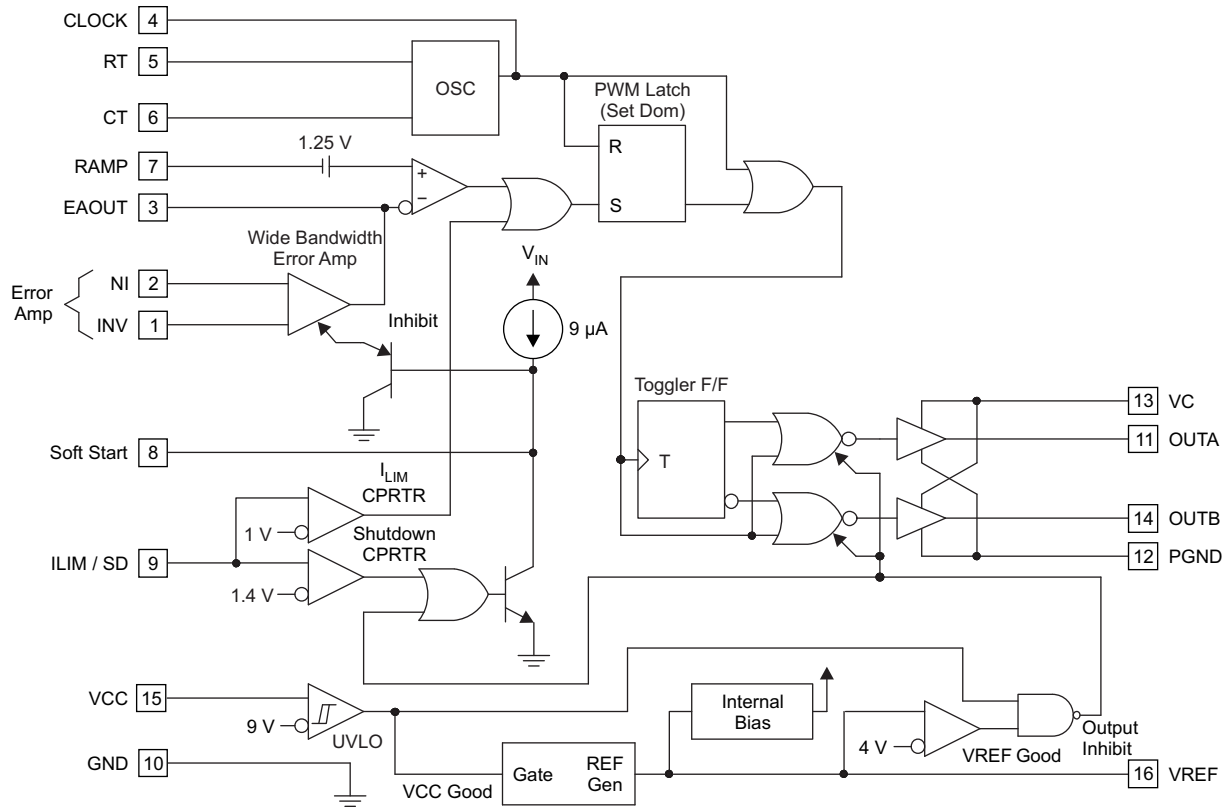 CLOCK 4
RT 5
OSC
PWM Latch
(Set Dom)
CT 6
1.25 V
R
RAMP 7
+
−
EAOUT 3
S
Wide Bandwidth
Error Amp
VIN
Error
Amp
NI 2
INV 1
Inhibit
9 µA
Toggler F/F
13 VC
11 OUTA
Soft Start 8
T
ILIM
CPRTR
1 V
14 OUTB
Shutdown
CPRTR
ILIM / SD 9
12 PGND
1.4 V
VCC 15
Internal
Bias
9 V
UVLO
4 V
VREF Good
Output
Inhibit
GND 10
VCC Good
Gate
REF
Gen
16 VREF